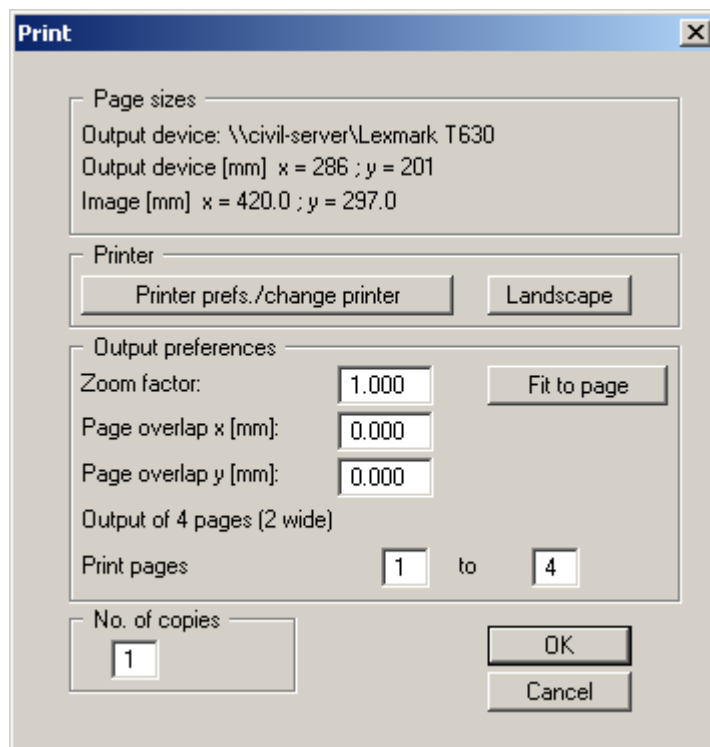 Print
Page sizes
Output device: \\civil-server\Lexmark T630
Output device [mm]  x = 286 ; y = 201
Image [mm]  x = 420.0 ; y = 297.0
Printer
Printer prefs./change printer Landscape
Output preferences
Zoom factor: 1.000 Fit to page
Page overlap x [mm]: 0.000
Page overlap y [mm]: 0.000
Output of 4 pages (2 wide)
Print pages 1 to 4
No. of copies
1
OK
Cancel